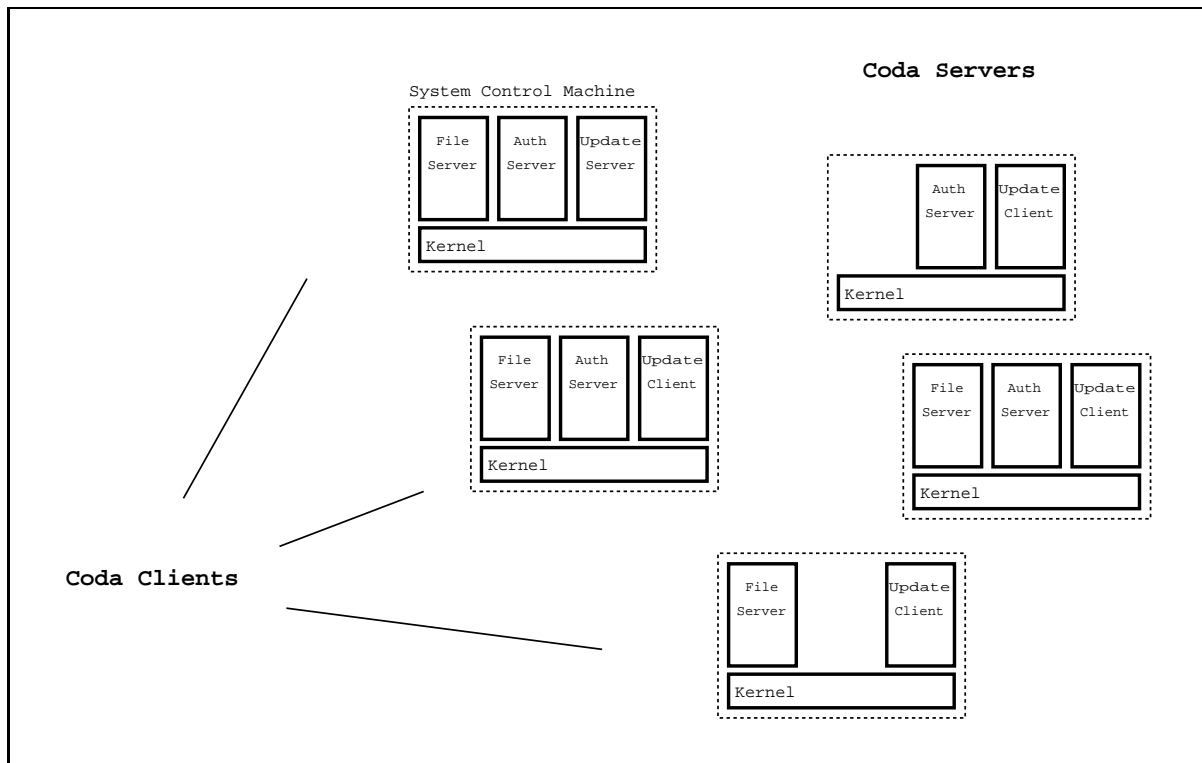 Coda Servers
System Control Machine
File Server
Auth Server
Update Server
Kernel
Auth Server
Update Client
Kernel
File Server
Auth Server
Update Client
Kernel
File Server
Auth Server
Update Client
Kernel
Coda Clients
File Server
Update Client
Kernel